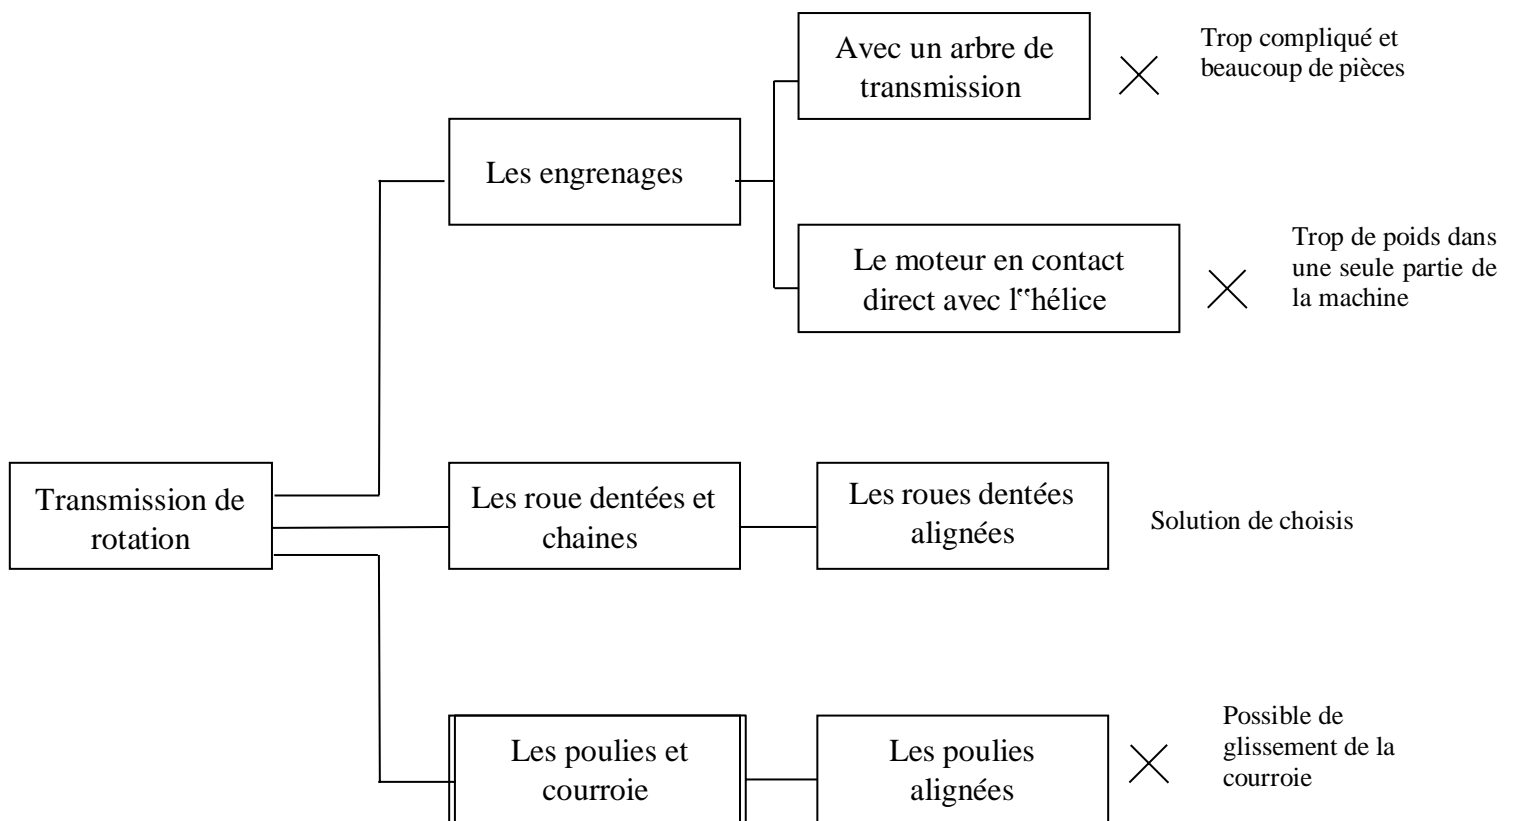 Avec un arbre de
transmission
Trop compliqué et
beaucoup de pièces
Les engrenages
Le moteur en contact
direct avec l‟hélice
Trop de poids dans
une seule partie de
la machine
Transmission de
rotation
Les roue dentées et
chaines
Les roues dentées
alignées
Solution de choisis
Les poulies et
courroie
Les poulies
alignées
Possible de
glissement de la
courroie